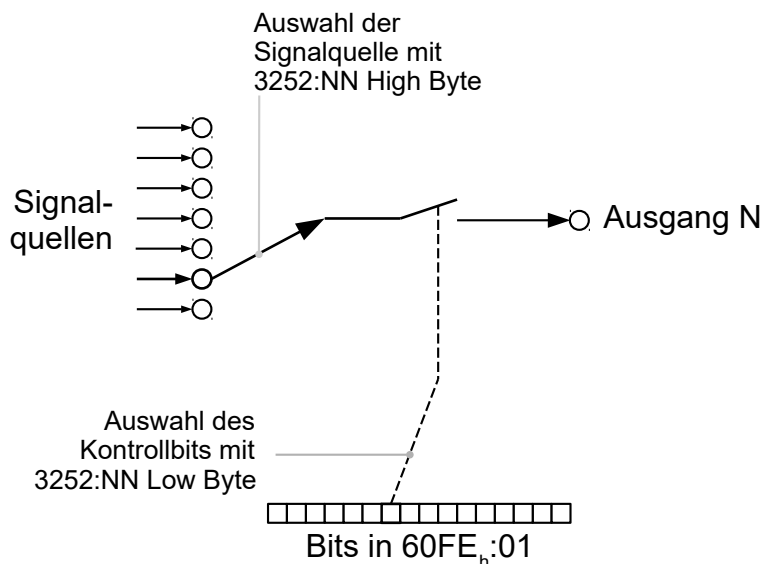 Auswahl der
Signalquelle mit
3252:NN High Byte
Signal-
quellen
Ausgang N
Auswahl des
Kontrollbits mit
3252:NN Low Byte
Bits in 60FEₕ:01